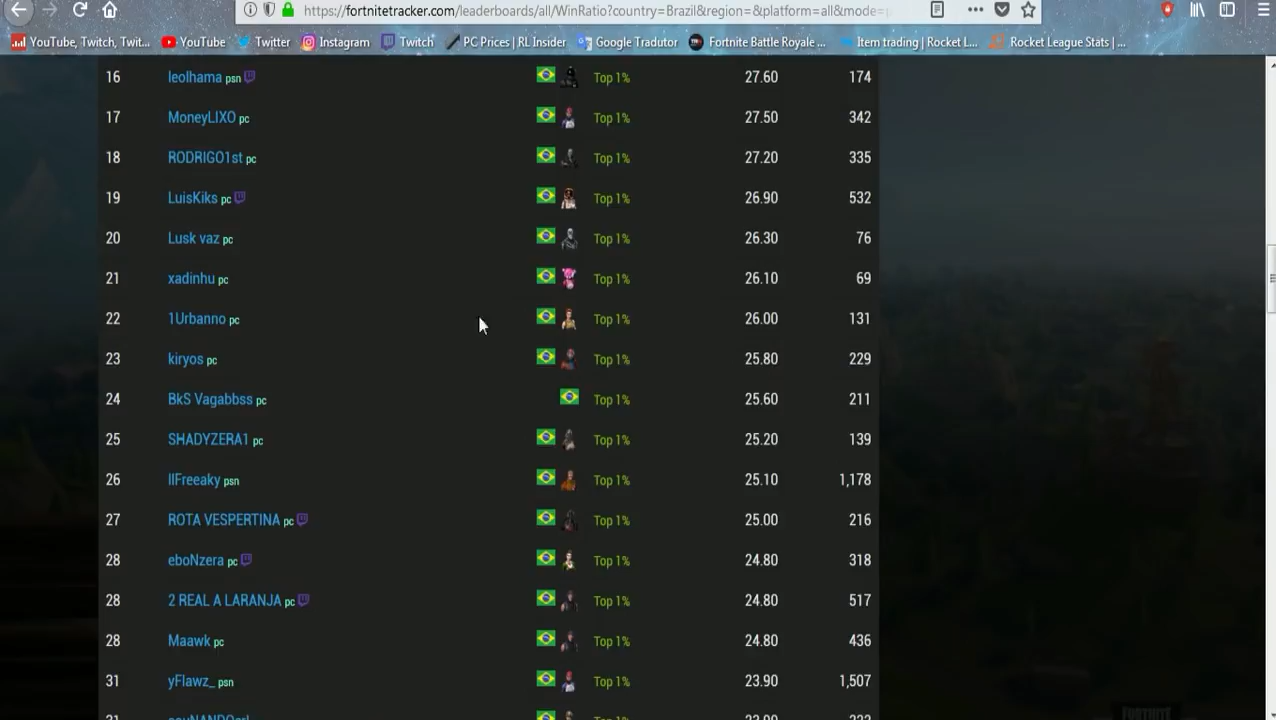 https://fortnitetracker.com/leaderboards/all/WinRatio?country=Brazil&region=&platform=all&mode=
YouTube, Twitch, Twit... YouTube Twitter Instagram Twitch PC Prices | RL Insider Google Tradutor Fortnite Battle Royale ... Item trading | Rocket L... Rocket League Stats | ...
16 leolhama psn Top 1% 27.60 174
17 MoneyLIXO pc Top 1% 27.50 342
18 RODRIGO1st pc Top 1% 27.20 335
19 LuisKiks pc Top 1% 26.90 532
20 Lusk vaz pc Top 1% 26.30 76
21 xadinhu pc Top 1% 26.10 69
22 1Urbanno pc Top 1% 26.00 131
23 kiryos pc Top 1% 25.80 229
24 BkS Vagabbss pc Top 1% 25.60 211
25 SHADYZERA1 pc Top 1% 25.20 139
26 IlFreeaky psn Top 1% 25.10 1,178
27 ROTA VESPERTINA pc Top 1% 25.00 216
28 eboNzera pc Top 1% 24.80 318
28 2 REAL A LARANJA pc Top 1% 24.80 517
28 Maawk pc Top 1% 24.80 436
31 yFlawz_ psn Top 1% 23.90 1,507
FORTNITE